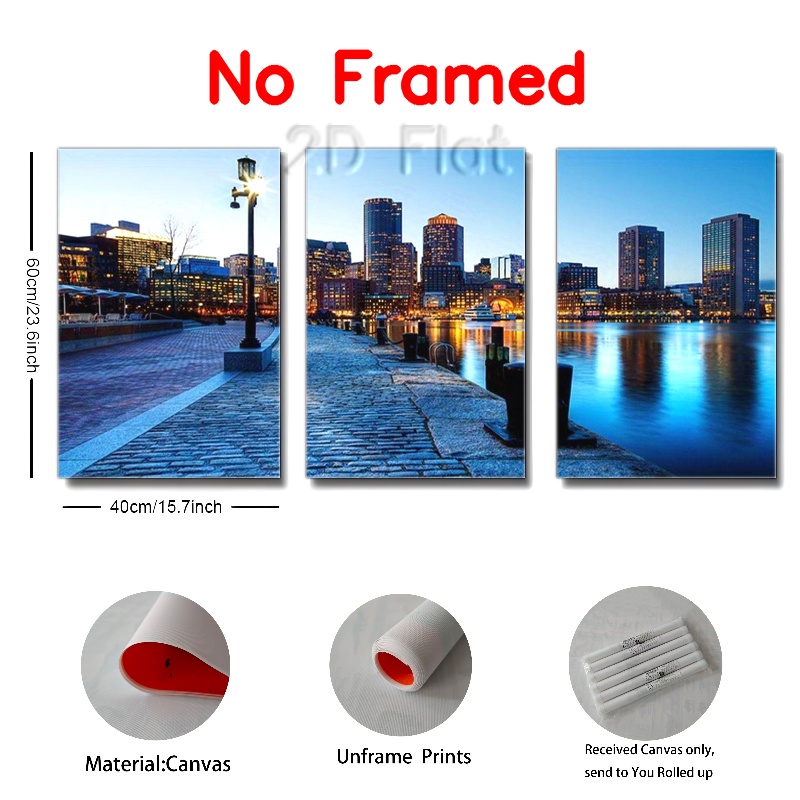 No Framed
2.D Flat.
60cm/23.6inch
40cm/15.7inch
Material:Canvas
Unframe Prints
Received Canvas only,
send to You Rolled up